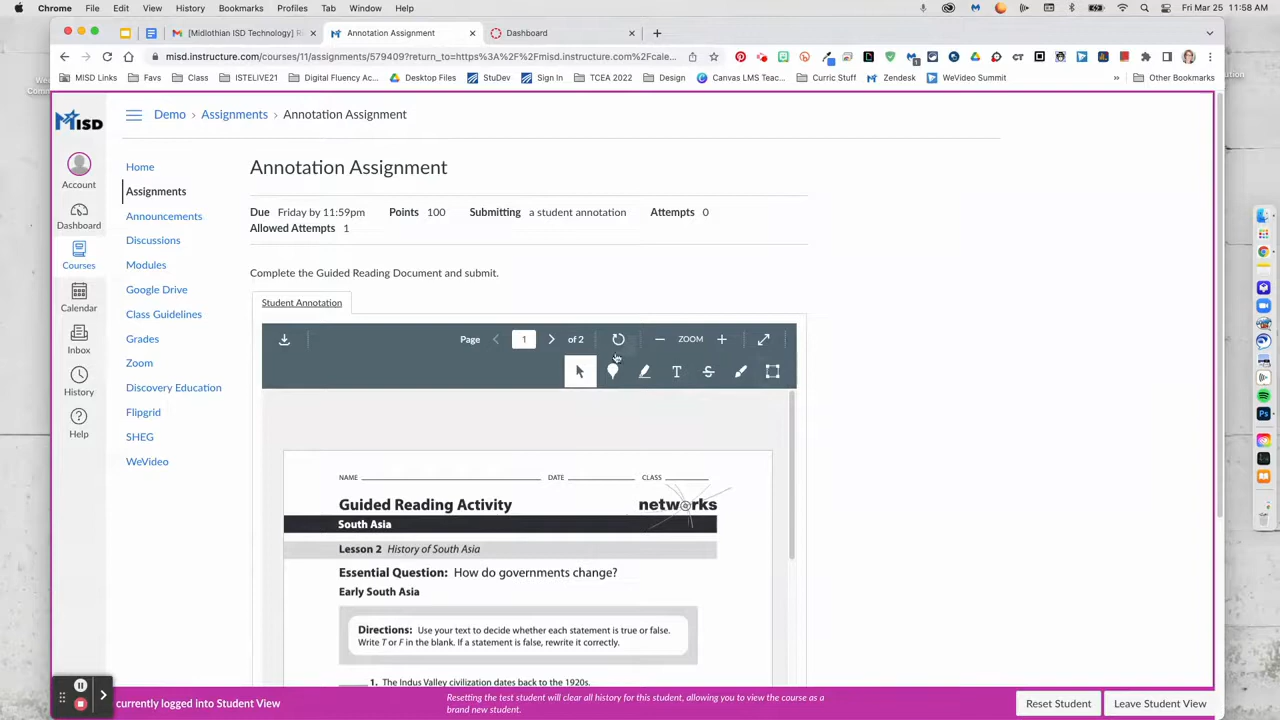 Chrome File Edit View History Bookmarks Profiles Tab Window Help Fri Mar 25 11:58 AM
[Midlothian ISD Technology] R Annotation Assignment Dashboard
misd.instructure.com/courses/11/assignments/579409?return_to=https%3A%2F%2Fmisd.instructure.com%2Fcale...
MISD Links Favs Class ISTELIVE21 Digital Fluency Ac... Desktop Files StuDev Sign In TCEA 2022 Design Canvas LMS Teac... Curric Stuff Zendesk WeVideo Summit » Other Bookmarks
MISD
Demo › Assignments › Annotation Assignment
Account
Dashboard
Courses
Calendar
Inbox
History
Help
Home
Assignments
Announcements
Discussions
Modules
Google Drive
Class Guidelines
Grades
Zoom
Discovery Education
Flipgrid
SHEG
WeVideo
Annotation Assignment
Due Friday by 11:59pm Points 100 Submitting a student annotation Attempts 0
Allowed Attempts 1
Complete the Guided Reading Document and submit.
Student Annotation
Page 1 of 2 ZOOM
NAME DATE CLASS
Guided Reading Activity networks
South Asia
Lesson 2 History of South Asia
Essential Question: How do governments change?
Early South Asia
Directions: Use your text to decide whether each statement is true or false.
Write T or F in the blank. If a statement is false, rewrite it correctly.
1. The Indus Valley civilization dates back to the 1920s.
currently logged into Student View
Resetting the test student will clear all history for this student, allowing you to view the course as a
brand new student.
Reset Student Leave Student View